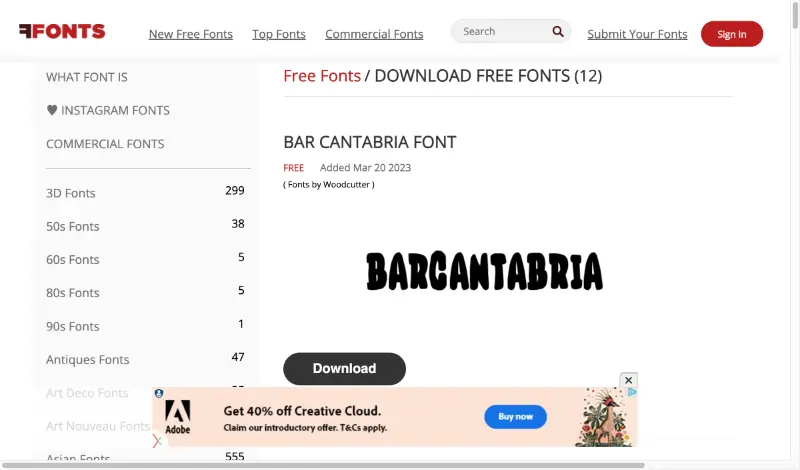 FFONTS
New Free Fonts
Top Fonts
Commercial Fonts
Search
Submit Your Fonts
Sign In
WHAT FONT IS
INSTAGRAM FONTS
COMMERCIAL FONTS
3D Fonts 299
50s Fonts 38
60s Fonts 5
80s Fonts 5
90s Fonts 1
Antiques Fonts 47
Art Deco Fonts
Art Nouveau Fonts
Asian Fonts 555
Free Fonts / DOWNLOAD FREE FONTS (12)
BAR CANTABRIA FONT
FREE Added Mar 20 2023
( Fonts by Woodcutter )
BARCANTABRIA
Download
Adobe
Get 40% off Creative Cloud.
Claim our introductory offer. T&Cs apply.
Buy now